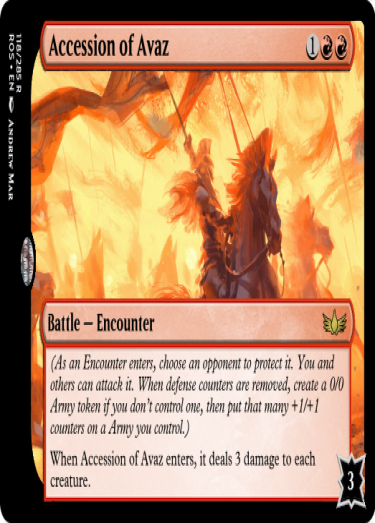 Accession of Avaz
1
Battle – Encounter
(As an Encounter enters, choose an opponent to protect it. You and
others can attack it. When defense counters are removed, create a 0/0
Army token if you don't control one, then put that many +1/+1
counters on a Army you control.)
When Accession of Avaz enters, it deals 3 damage to each
creature.
3
118/285 R
ROS • EN ANDREW MAR